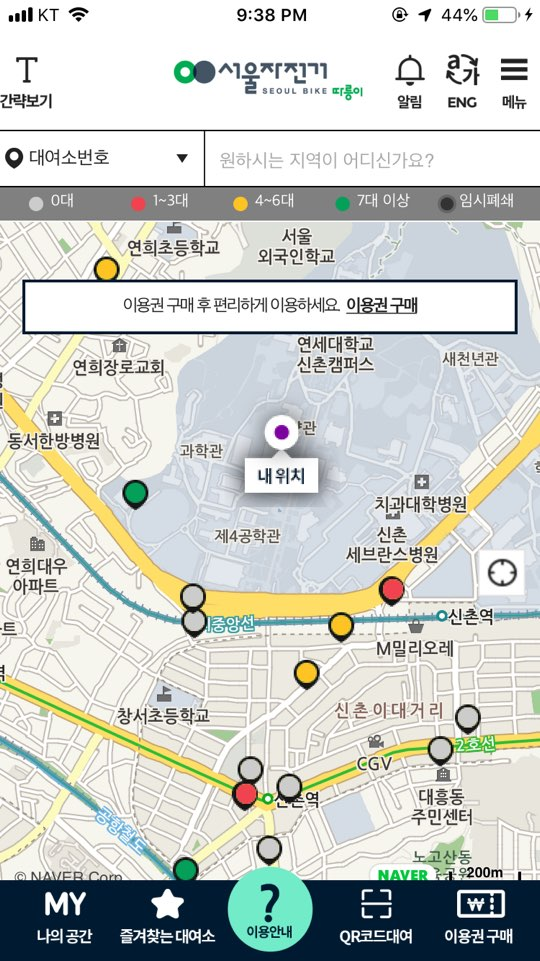 KT 9:38 PM 44%
간략보기
서울자전거
SEOUL BIKE 따릉이
알림 ENG 메뉴
대여소번호 원하시는 지역이 어디신가요?
0대 1~3대 4~6대 7대 이상 임시폐쇄
연희초등학교
서울
외국인학교
이용권 구매 후 편리하게 이용하세요 이용권 구매
연세대학교
신촌캠퍼스
새천년관
연희장로교회
동서한방병원
과학관
내 위치
치과대학병원
제4공학관
신촌
세브란스병원
연희대우
아파트
신촌역
M밀리오레
창서초등학교
신촌이대거리
2호선
CGV
대흥동
주민센터
공항철도
노고산동
© NAVER Corp.
NAVER 200m
MY
나의 공간 즐겨찾는 대여소 이용안내 QR코드대여 이용권 구매